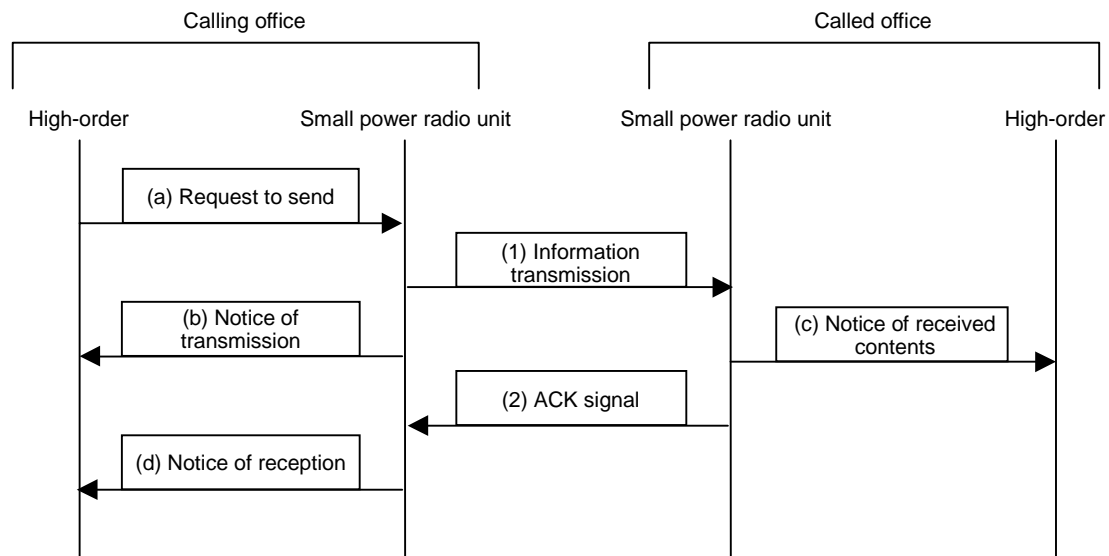 Calling office
Called office
High-order
Small power radio unit
Small power radio unit
High-order
(a) Request to send
(1) Information
transmission
(b) Notice of
transmission
(c) Notice of received
contents
(2) ACK signal
(d) Notice of reception